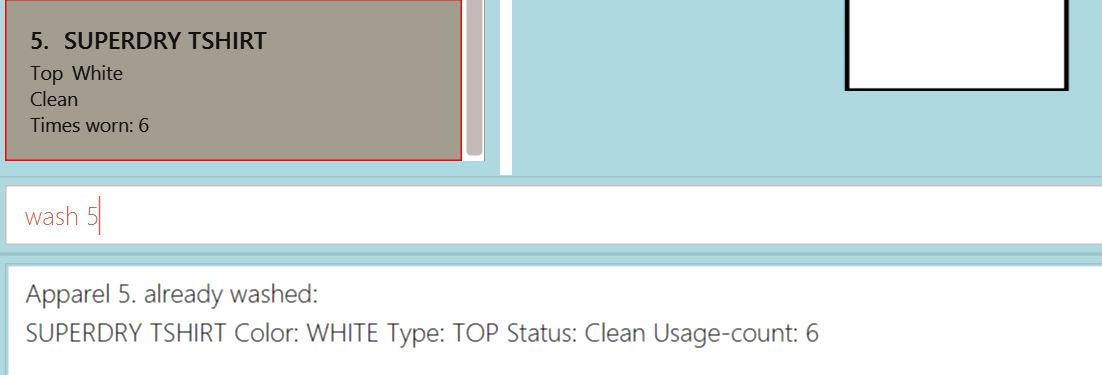 5. SUPERDRY TSHIRT
Top White
Clean
Times worn: 6
wash 5
Apparel 5. already washed:
SUPERDRY TSHIRT Color: WHITE Type: TOP Status: Clean Usage-count: 6